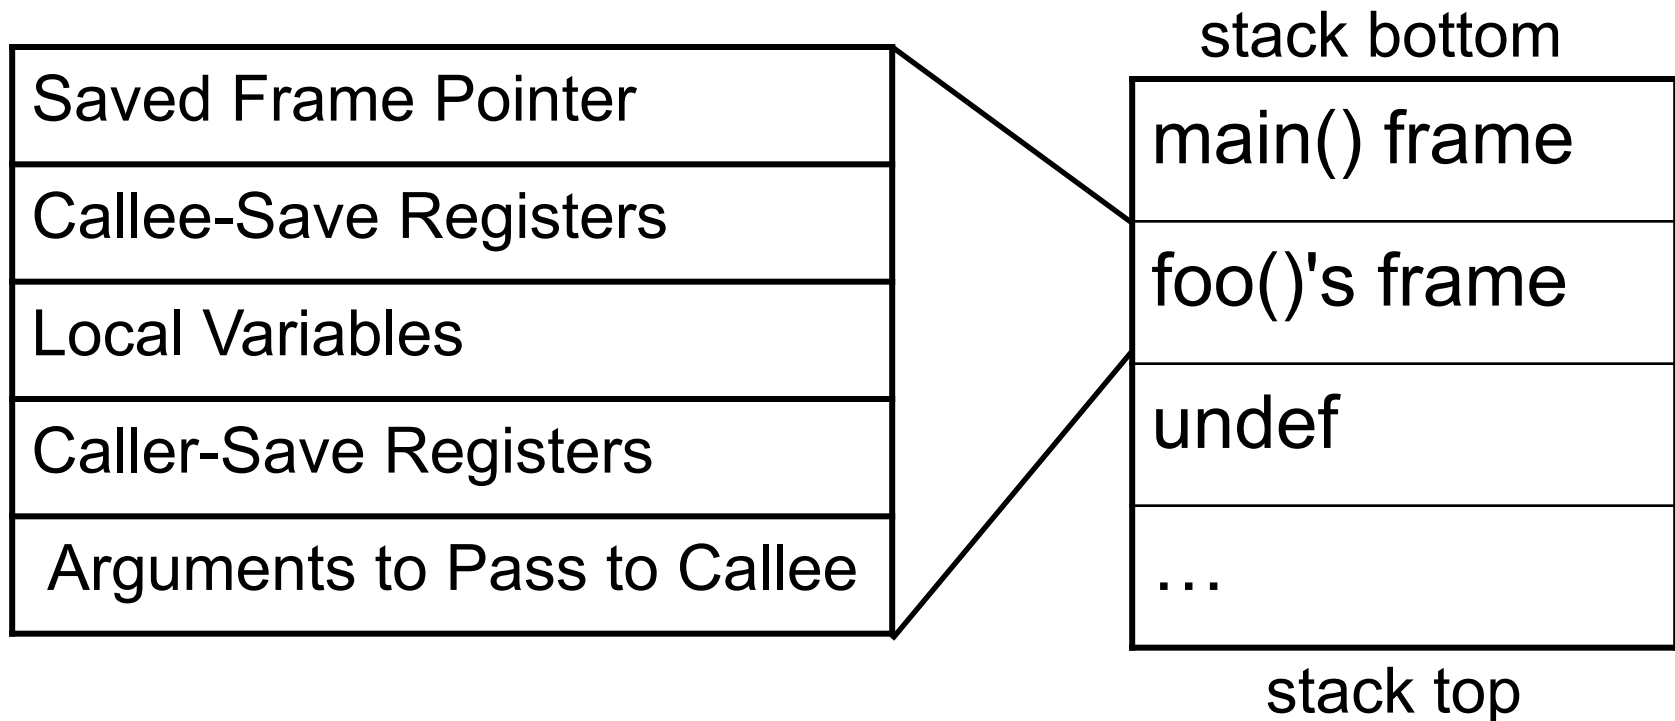 Saved Frame Pointer
Callee-Save Registers
Local Variables
Caller-Save Registers
Arguments to Pass to Callee
stack bottom
main() frame
foo()'s frame
undef
…
stack top